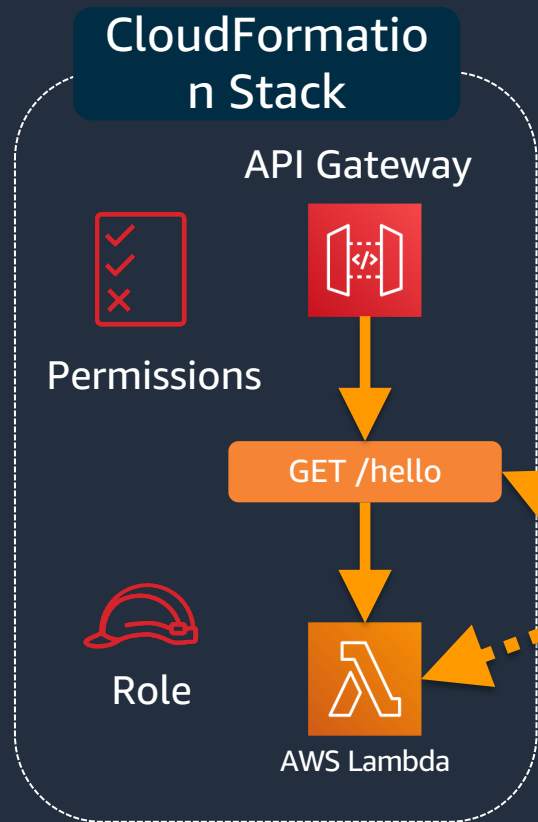 CloudFormatio
n Stack
API Gateway
</>
Permissions
GET /hello
Role
AWS Lambda